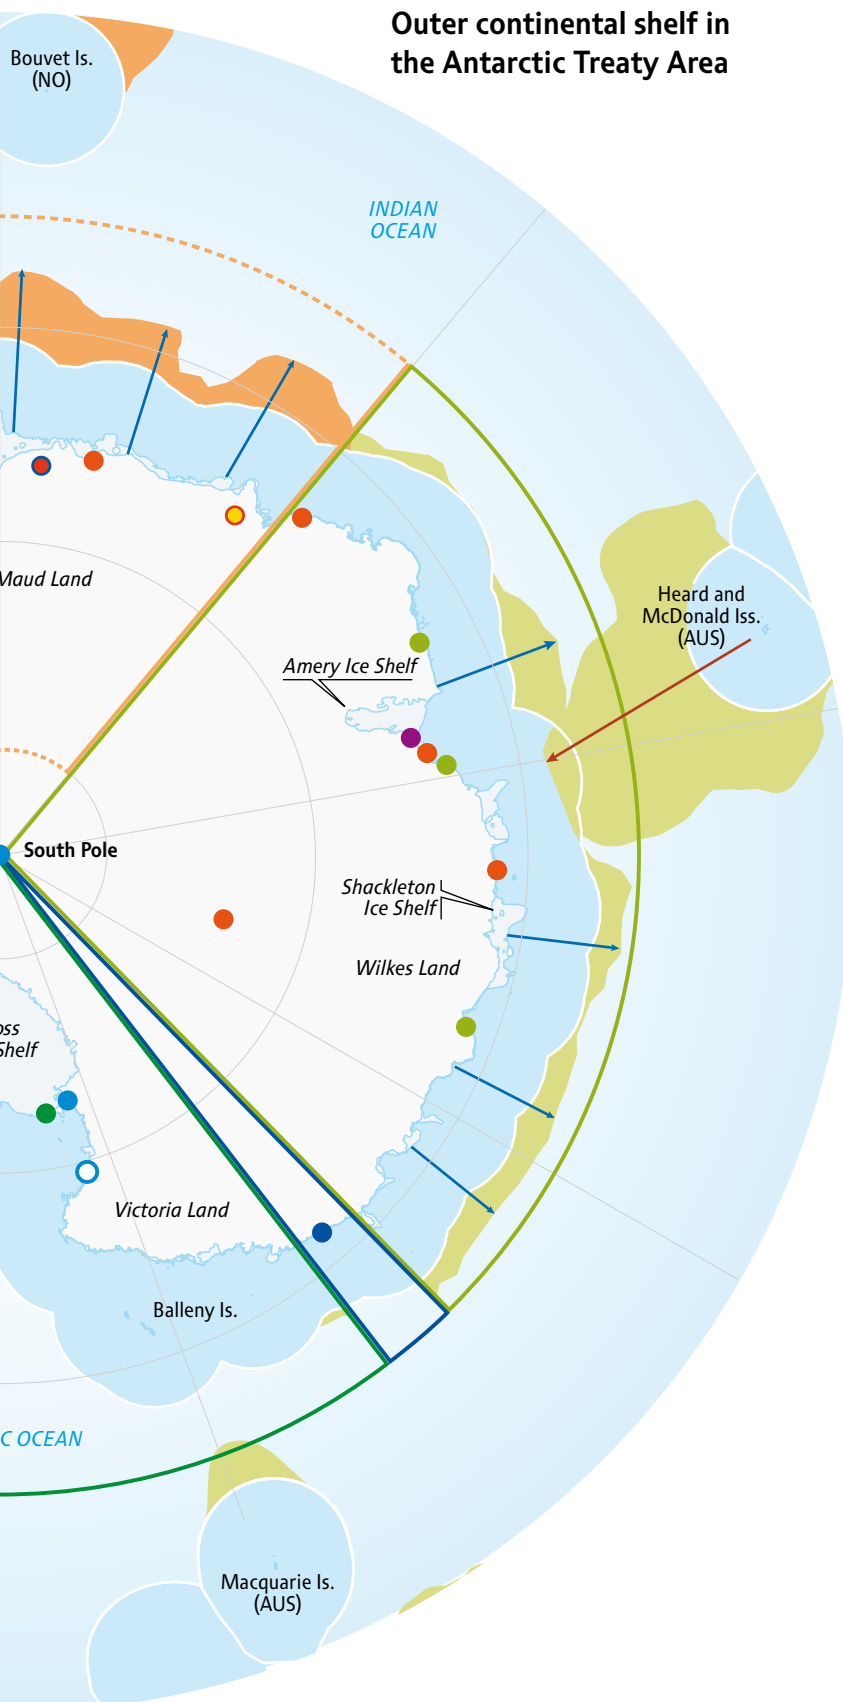 Outer continental shelf in
the Antarctic Treaty Area
Bouvet Is.
(NO)
INDIAN
OCEAN
Maud Land
Heard and
McDonald Iss.
(AUS)
Amery Ice Shelf
South Pole
Shackleton
Ice Shelf
Wilkes Land
oss
Shelf
Victoria Land
Balleny Is.
C OCEAN
Macquarie Is.
(AUS)